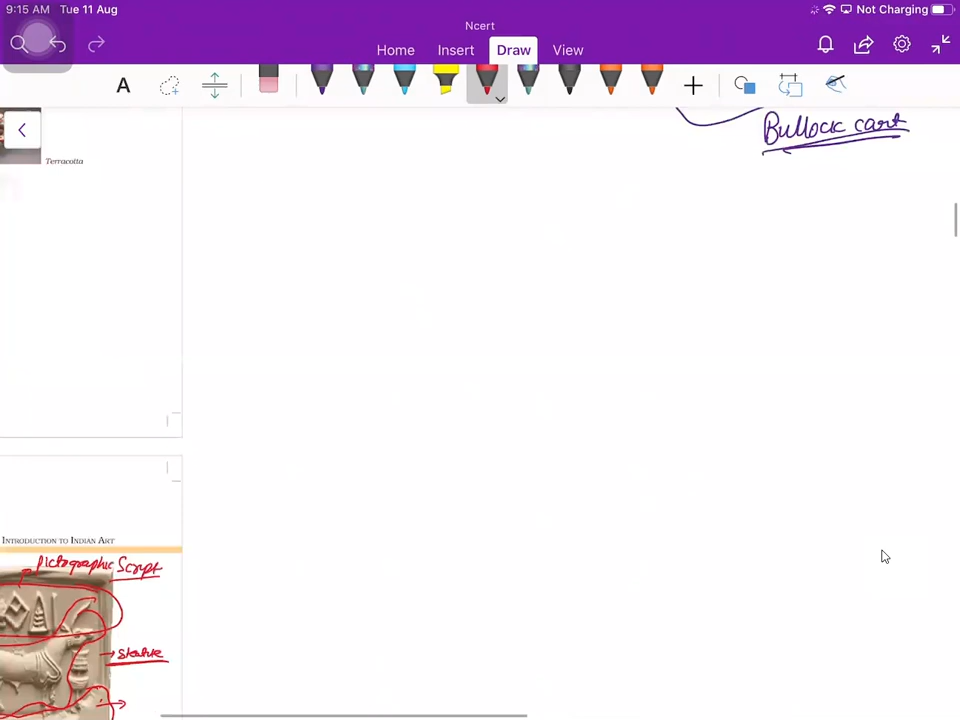 9:15 AM Tue 11 Aug
Not Charging
Ncert
Home Insert Draw View
A
Bullock cart
Terracotta
INTRODUCTION TO INDIAN ART
Pictographic Script
statue